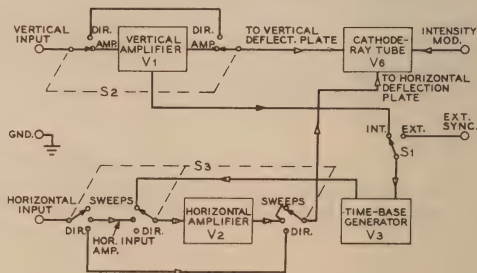 VERTICAL INPUT
DIR.
AMP.
VERTICAL AMPLIFIER
V1
DIR.
AMP.
S2
TO VERTICAL DEFLECT. PLATE
CATHODE-RAY TUBE
V6
INTENSITY MOD.
TO HORIZONTAL DEFLECTION PLATE
GND.
INT.
EXT.
EXT. SYNC.
S1
S3
HORIZONTAL INPUT
SWEEPS
DIR.
HOR. INPUT AMP.
DIR.
HORIZONTAL AMPLIFIER
V2
SWEEPS
DIR.
TIME-BASE GENERATOR
V3